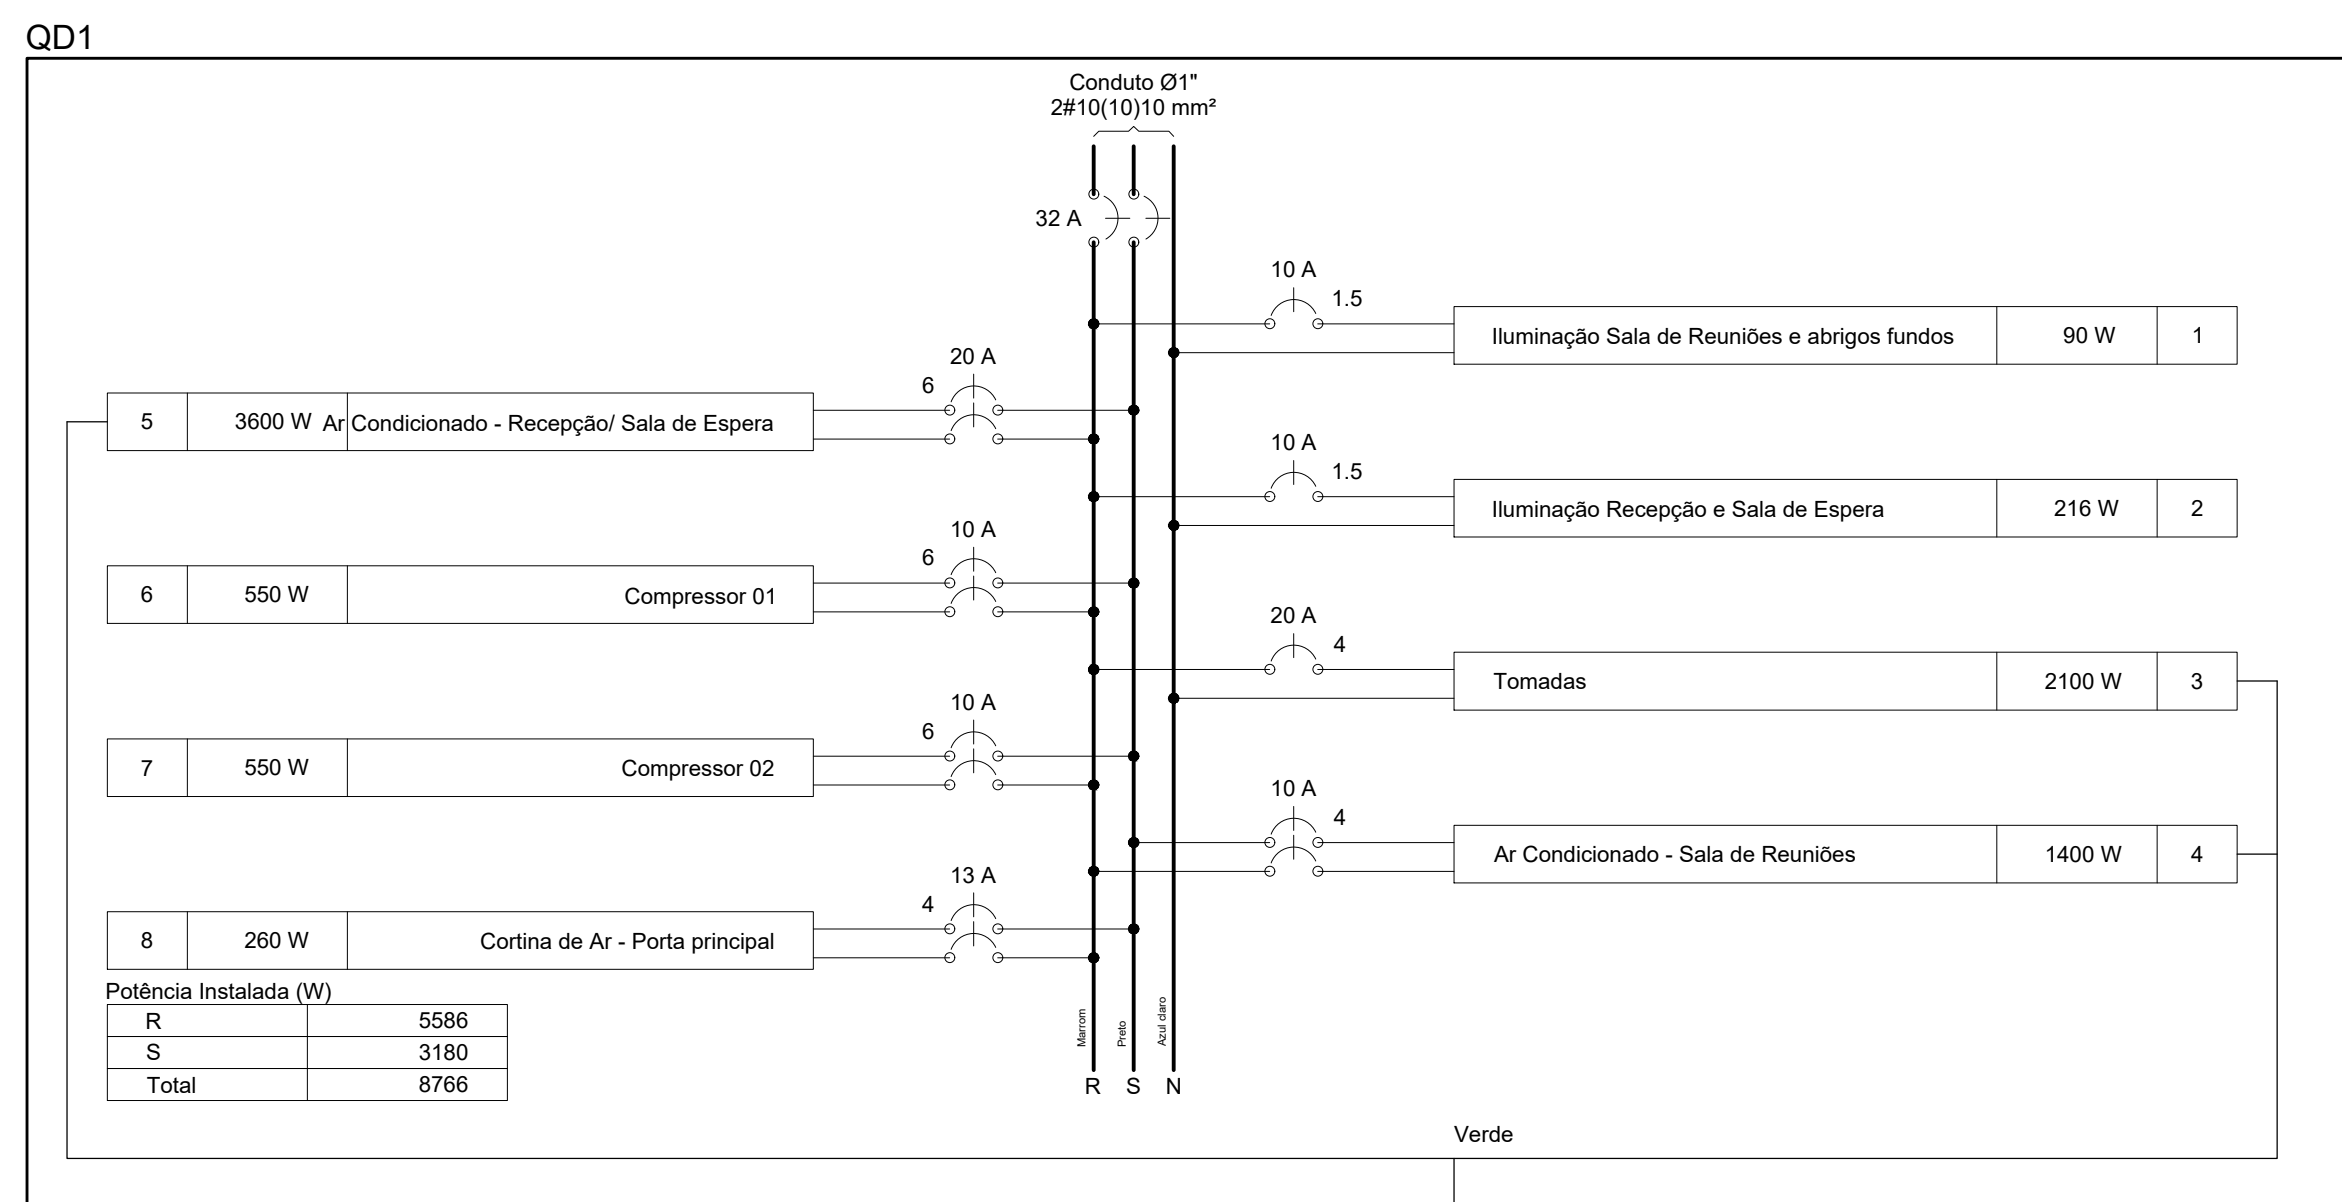 QD1
Conduto Ø1"
2#10(10)10 mm²
32 A
10 A
1.5
Iluminação Sala de Reuniões e abrigos fundos 90 W 1
20 A
6
5 3600 W Ar Condicionado - Recepção/ Sala de Espera
10 A
1.5
Iluminação Recepção e Sala de Espera 216 W 2
10 A
6
6 550 W Compressor 01
20 A
4
Tomadas 2100 W 3
10 A
6
7 550 W Compressor 02
10 A
4
Ar Condicionado - Sala de Reuniões 1400 W 4
13 A
4
8 260 W Cortina de Ar - Porta principal
Potência Instalada (W)
R 5586
S 3180
Total 8766
Marrom
Preto
Azul claro
R S N
Verde